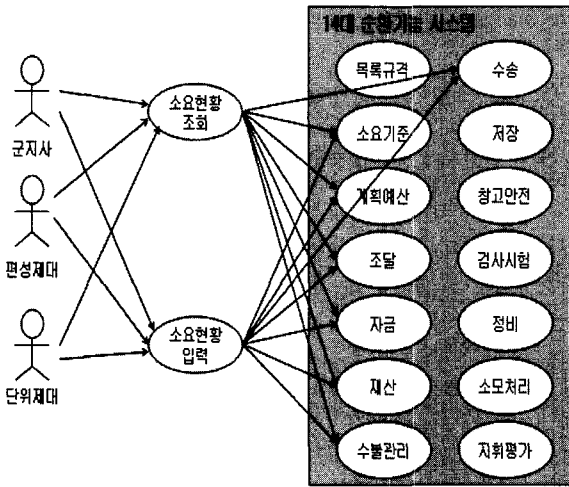 14대 순환기능 시스템
목록규격
수송
군지사
소요현황
조회
소요기준
저장
편성제대
계획예산
창고안전
조달
검사시험
단위제대
소요현황
입력
자금
정비
재산
소모처리
수불관리
지휘평가